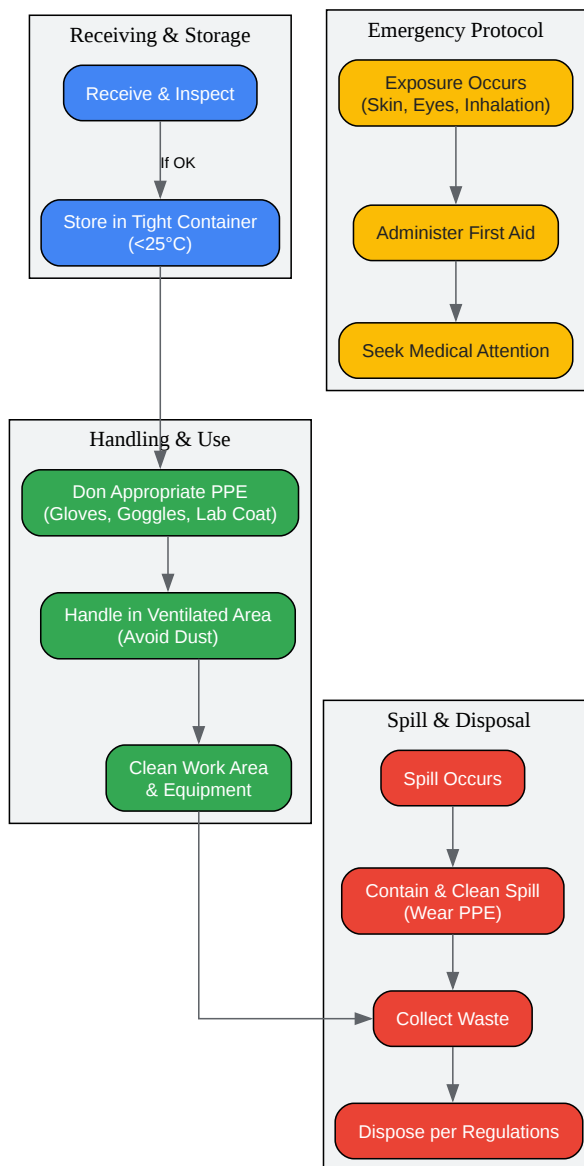 Receiving & Storage
Receive & Inspect
If OK
Store in Tight Container
(<25°C)
Emergency Protocol
Exposure Occurs
(Skin, Eyes, Inhalation)
Administer First Aid
Seek Medical Attention
Handling & Use
Don Appropriate PPE
(Gloves, Goggles, Lab Coat)
Handle in Ventilated Area
(Avoid Dust)
Clean Work Area
& Equipment
Spill & Disposal
Spill Occurs
Contain & Clean Spill
(Wear PPE)
Collect Waste
Dispose per Regulations